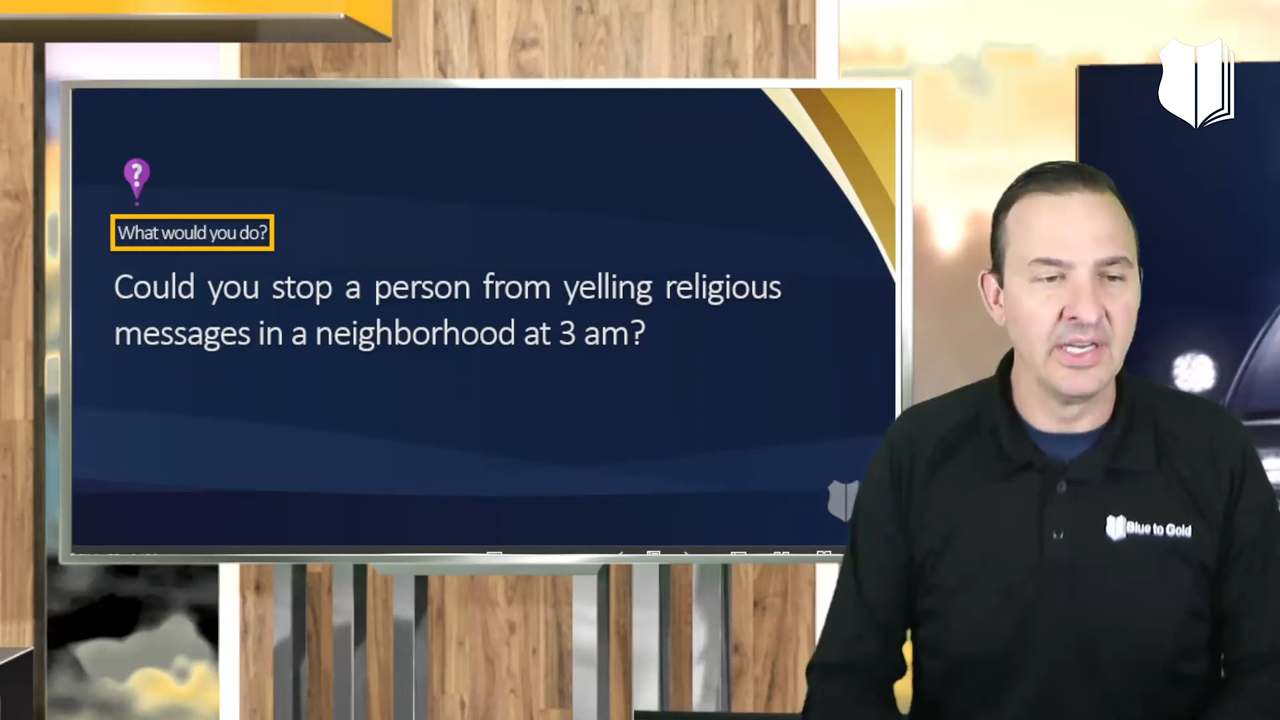 ?
What would you do?
Could you stop a person from yelling religious
messages in a neighborhood at 3 am?
Blue to Gold